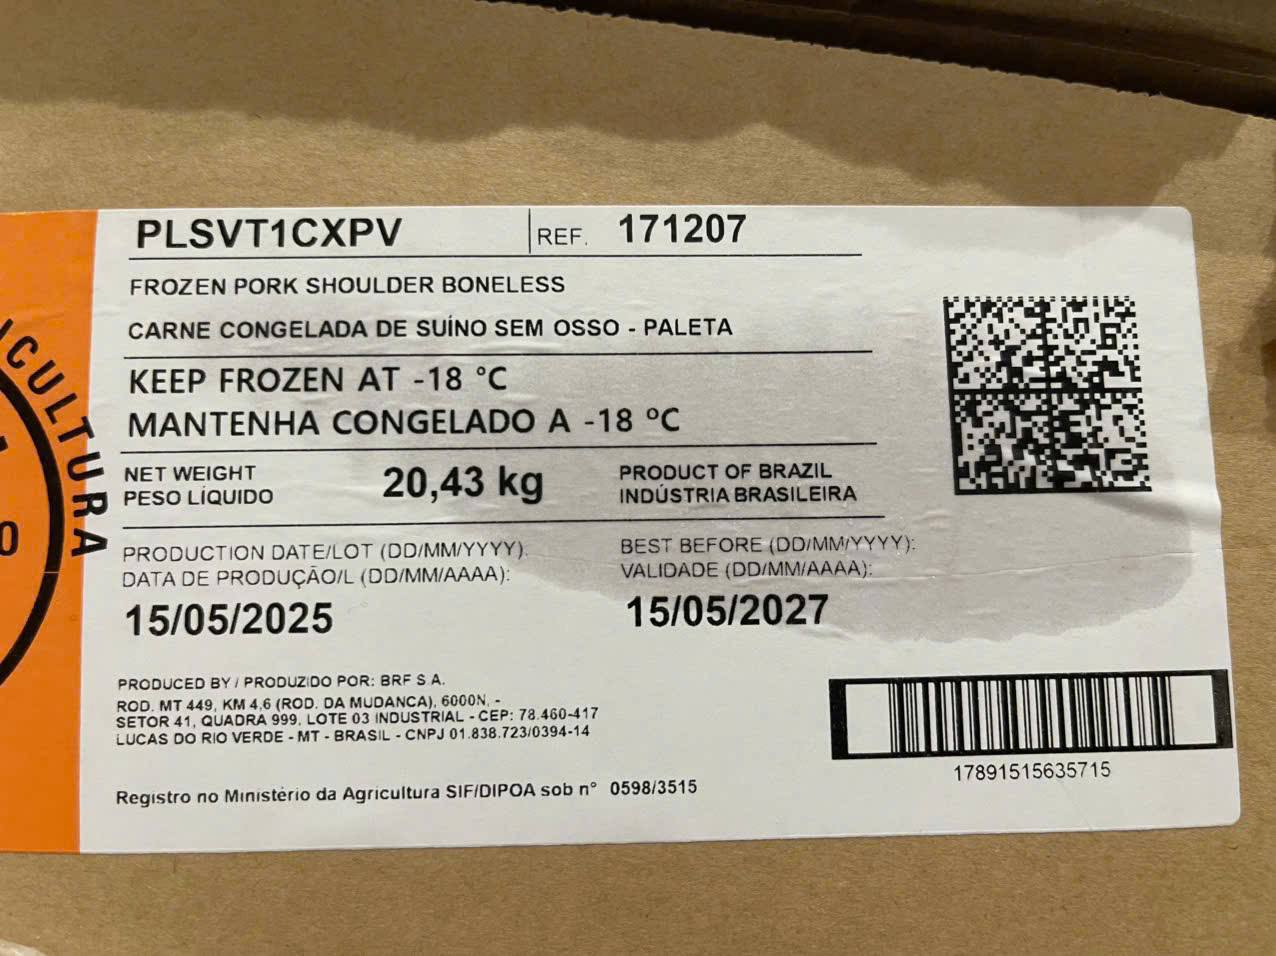 ICULTURA
PLSVT1CXPV REF. 171207
FROZEN PORK SHOULDER BONELESS
CARNE CONGELADA DE SUÍNO SEM OSSO - PALETA
KEEP FROZEN AT -18 °C
MANTENHA CONGELADO A -18 ºC
NET WEIGHT
PESO LÍQUIDO
20,43 kg
PRODUCT OF BRAZIL
INDÚSTRIA BRASILEIRA
PRODUCTION DATE/LOT (DD/MM/YYYY):
DATA DE PRODUÇÃO/L (DD/MM/AAAA):
15/05/2025
BEST BEFORE (DD/MM/YYYY):
VALIDADE (DD/MM/AAAA):
15/05/2027
PRODUCED BY / PRODUZIDO POR: BRF S.A.
ROD. MT 449, KM 4,6 (ROD. DA MUDANCA), 6000N, -
SETOR 41, QUADRA 999, LOTE 03 INDUSTRIAL - CEP: 78.460-417
LUCAS DO RIO VERDE - MT - BRASIL - CNPJ 01.838.723/0394-14
Registro no Ministério da Agricultura SIF/DIPOA sob n° 0598/3515
17891515635715